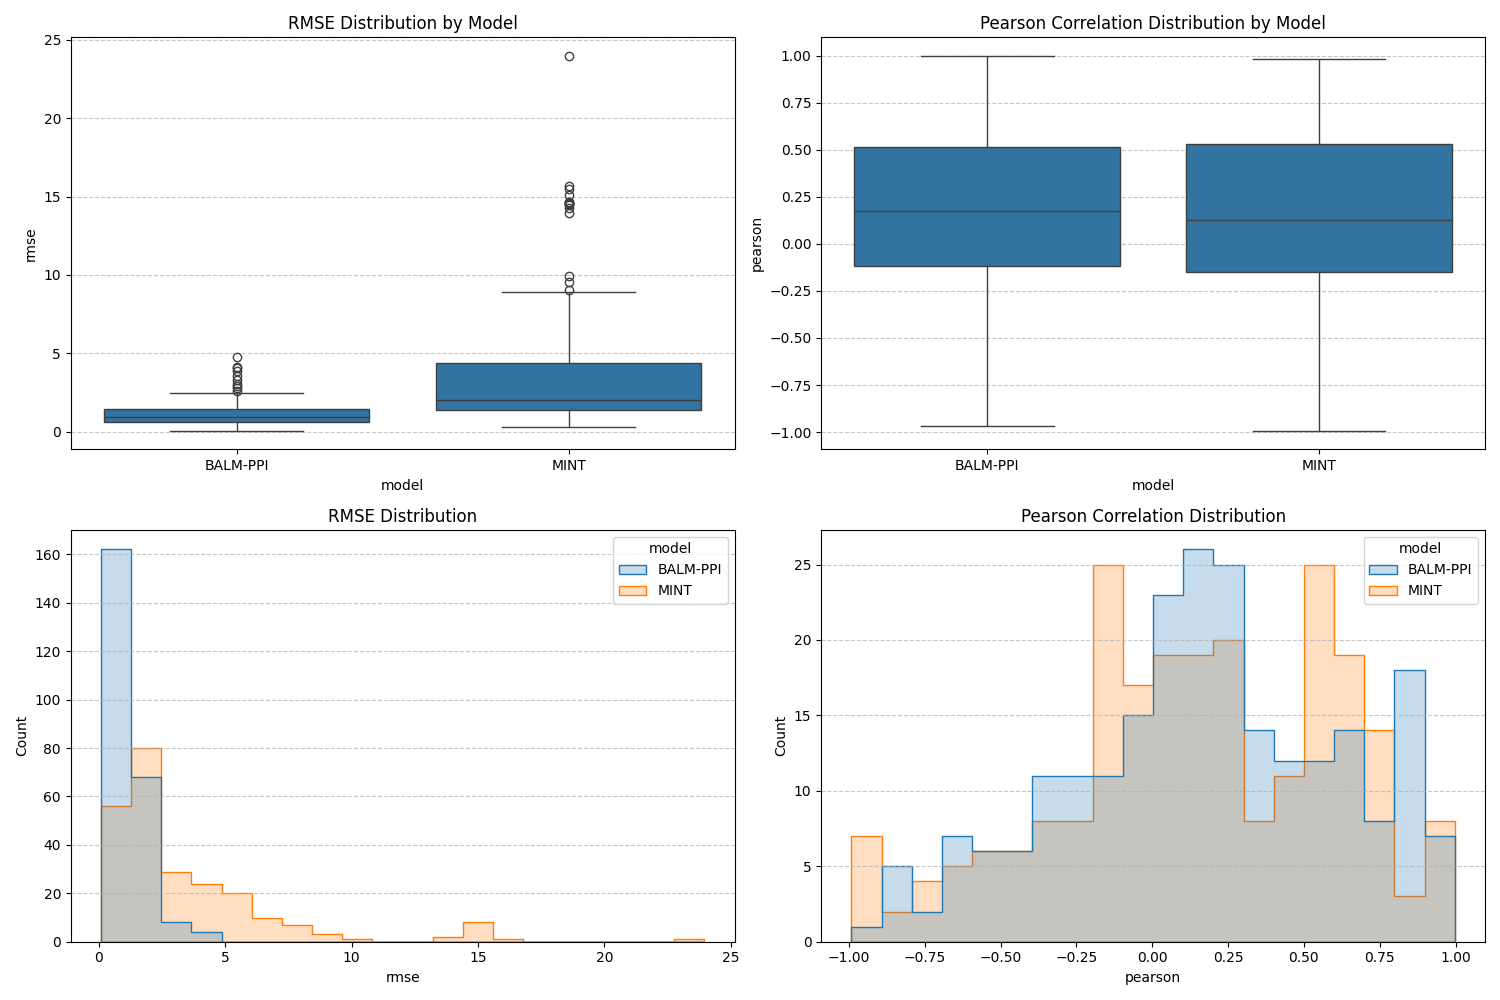 RMSE Distribution by Model
25
20
15
10
5
0
rmse
BALM-PPI
MINT
model
Pearson Correlation Distribution by Model
1.00
0.75
0.50
0.25
0.00
−0.25
−0.50
−0.75
−1.00
pearson
BALM-PPI
MINT
model
RMSE Distribution
160
140
120
100
80
60
40
20
0
Count
model
BALM-PPI
MINT
0 5 10 15 20 25
rmse
Pearson Correlation Distribution
25
20
15
10
5
0
Count
model
BALM-PPI
MINT
−1.00 −0.75 −0.50 −0.25 0.00 0.25 0.50 0.75 1.00
pearson